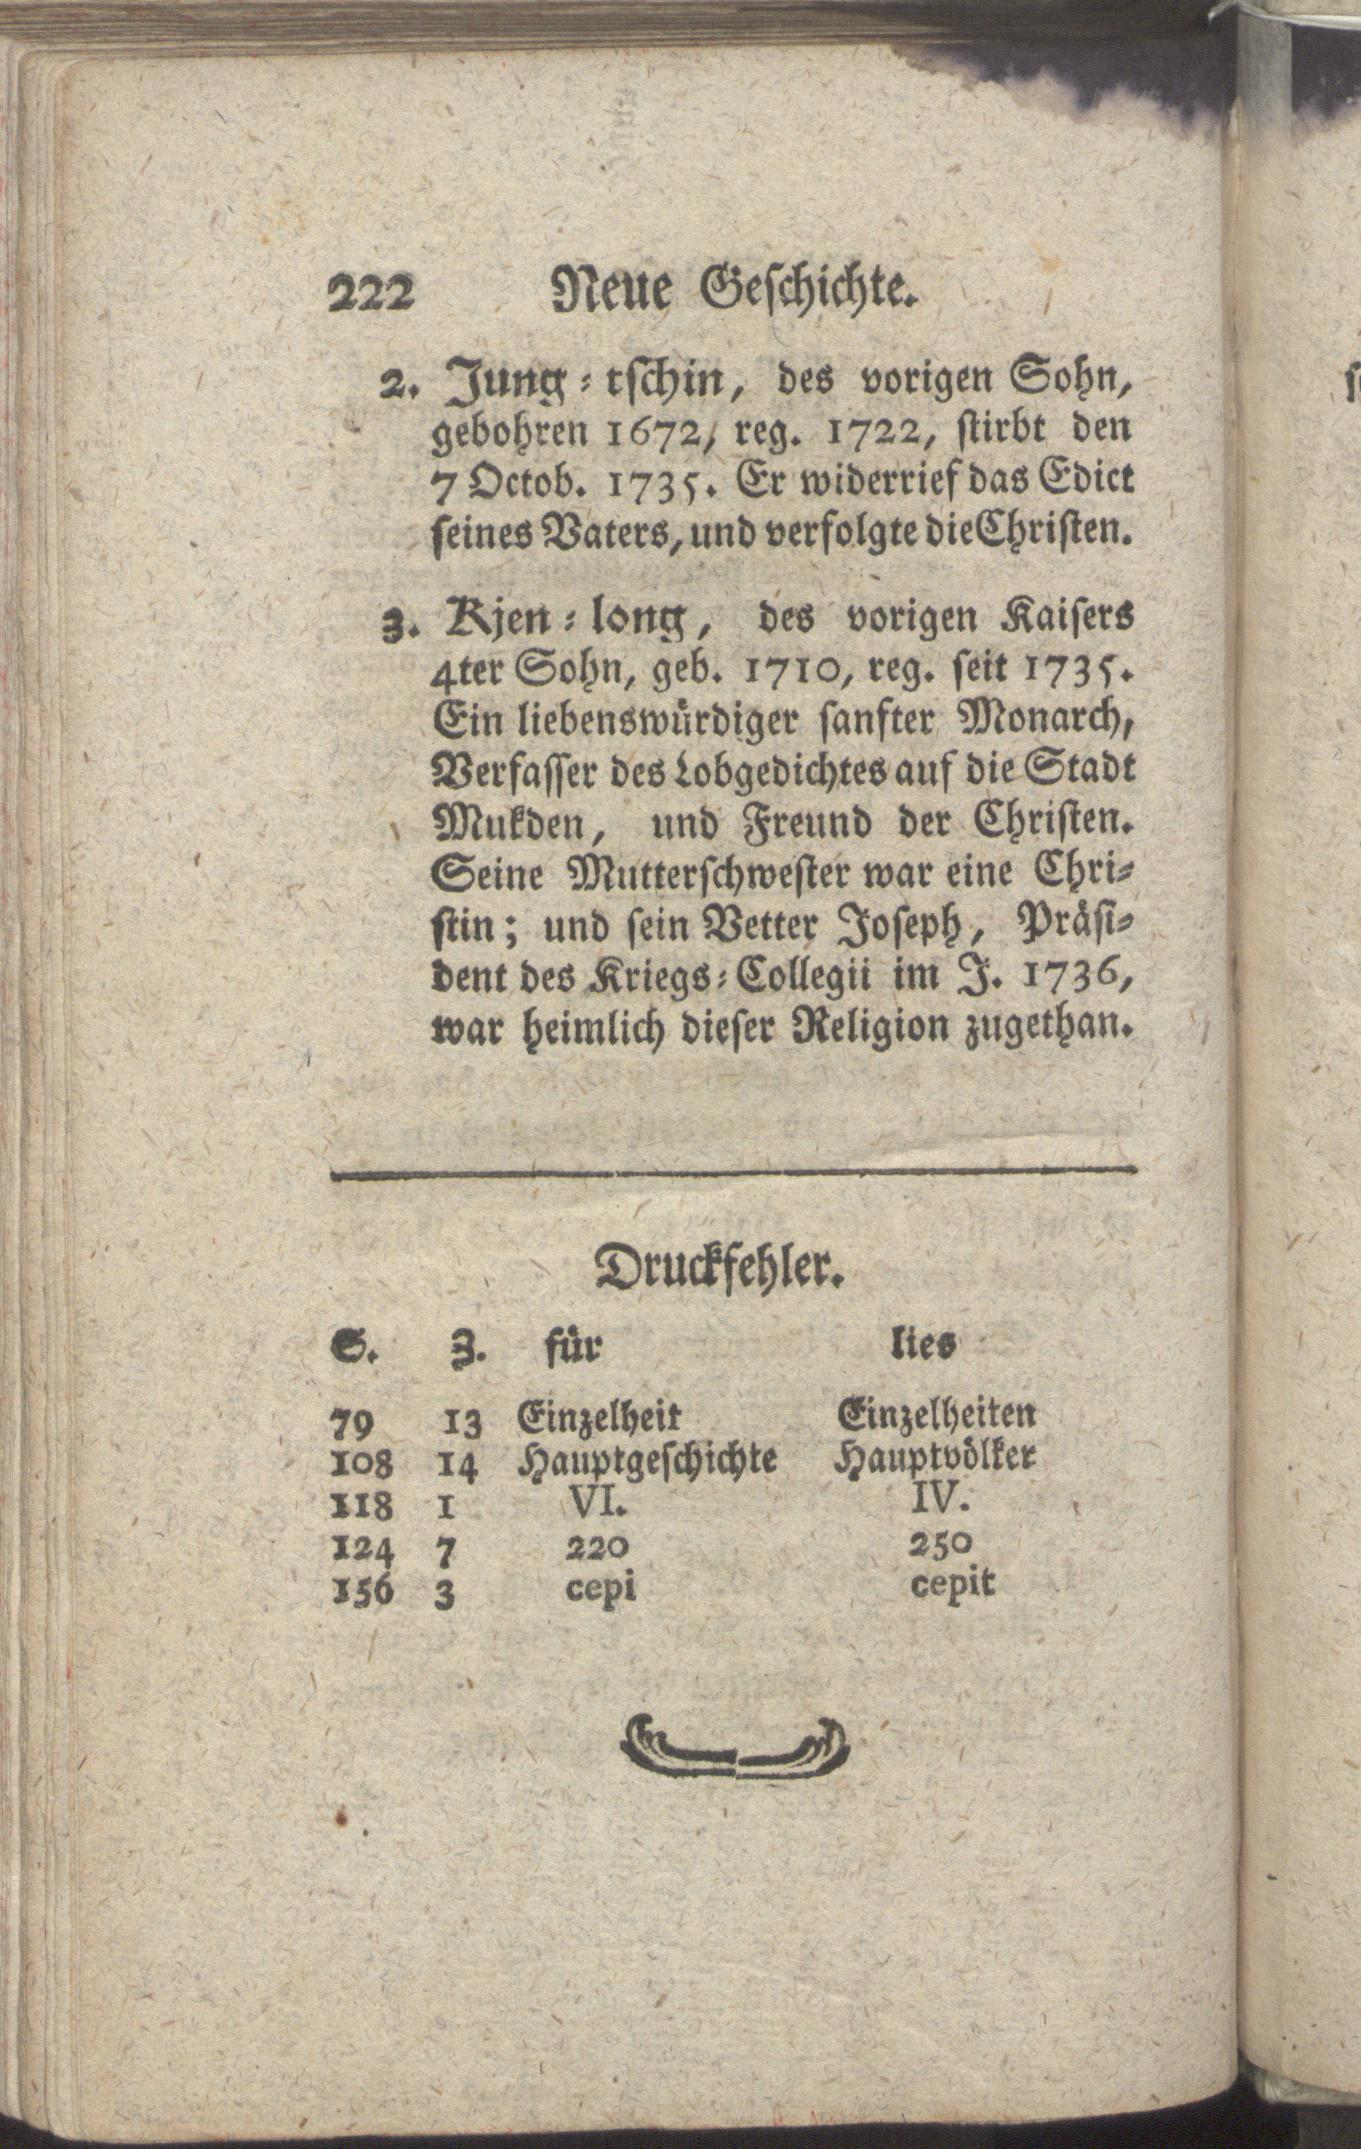 222 Neue Geſchichte.
2. Jung⸗tſchin, des vorigen Sohn,
gebohren 1672, reg. 1722, ſtirbt den
7 Octob. 1735. Er widerrief das Edict
ſeines Vaters, und verfolgte die Chriſten.
3. Kjen⸗long, des vorigen Kaiſers
4ter Sohn, geb. 1710, reg. ſeit 1735.
Ein liebenswürdiger ſanfter Monarch,
Verfaſſer des Lobgedichtes auf die Stadt
Mukden, und Freund der Chriſten.
Seine Mutterſchweſter war eine Chri⸗
ſtin; und ſein Vetter Joſeph, Präſi⸗
dent des Kriegs⸗Collegii im J. 1736,
war heimlich dieſer Religion zugethan.
Druckfehler.
S. Z. für lies
79 13 Einzelheit Einzelheiten
108 14 Hauptgeſchichte Hauptvölker
118 1 VI. IV.
124 7 220 250
156 3 cepi cepit